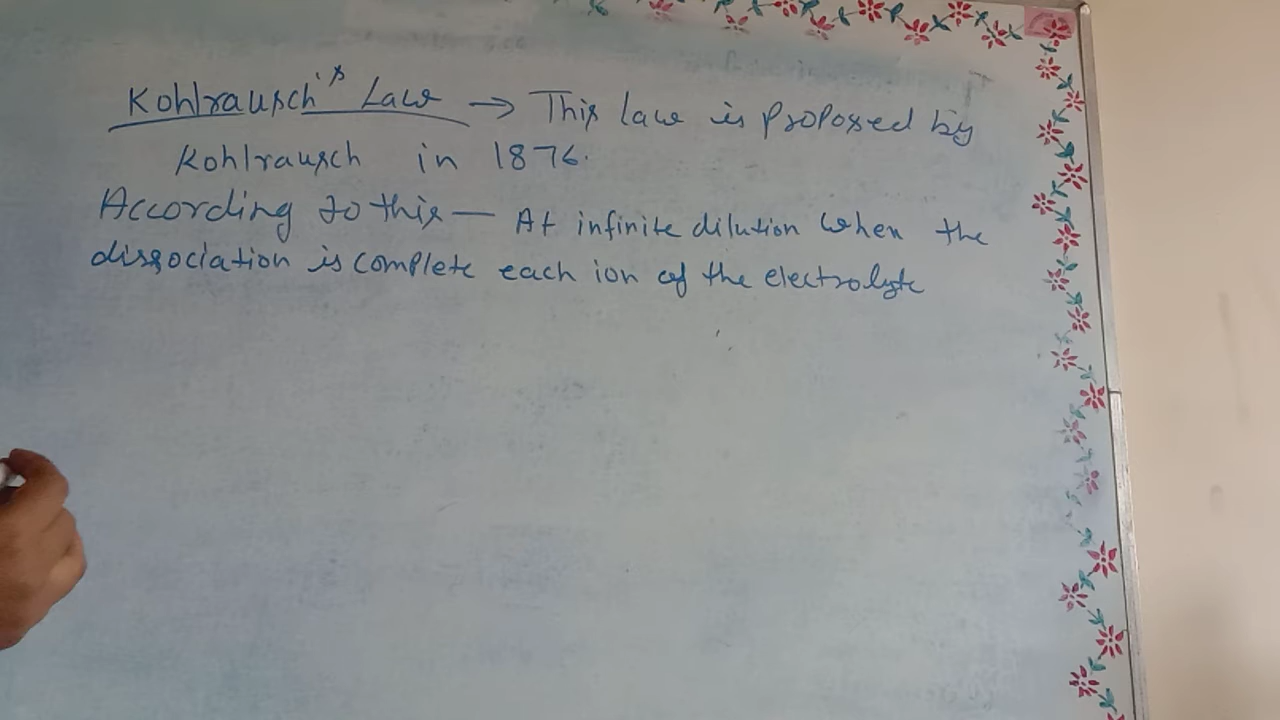 Kohlrausch's Law → This law is proposed by
Kohlrausch in 1876.
According to this — At infinite dilution when the
dissociation is complete each ion of the electrolyte